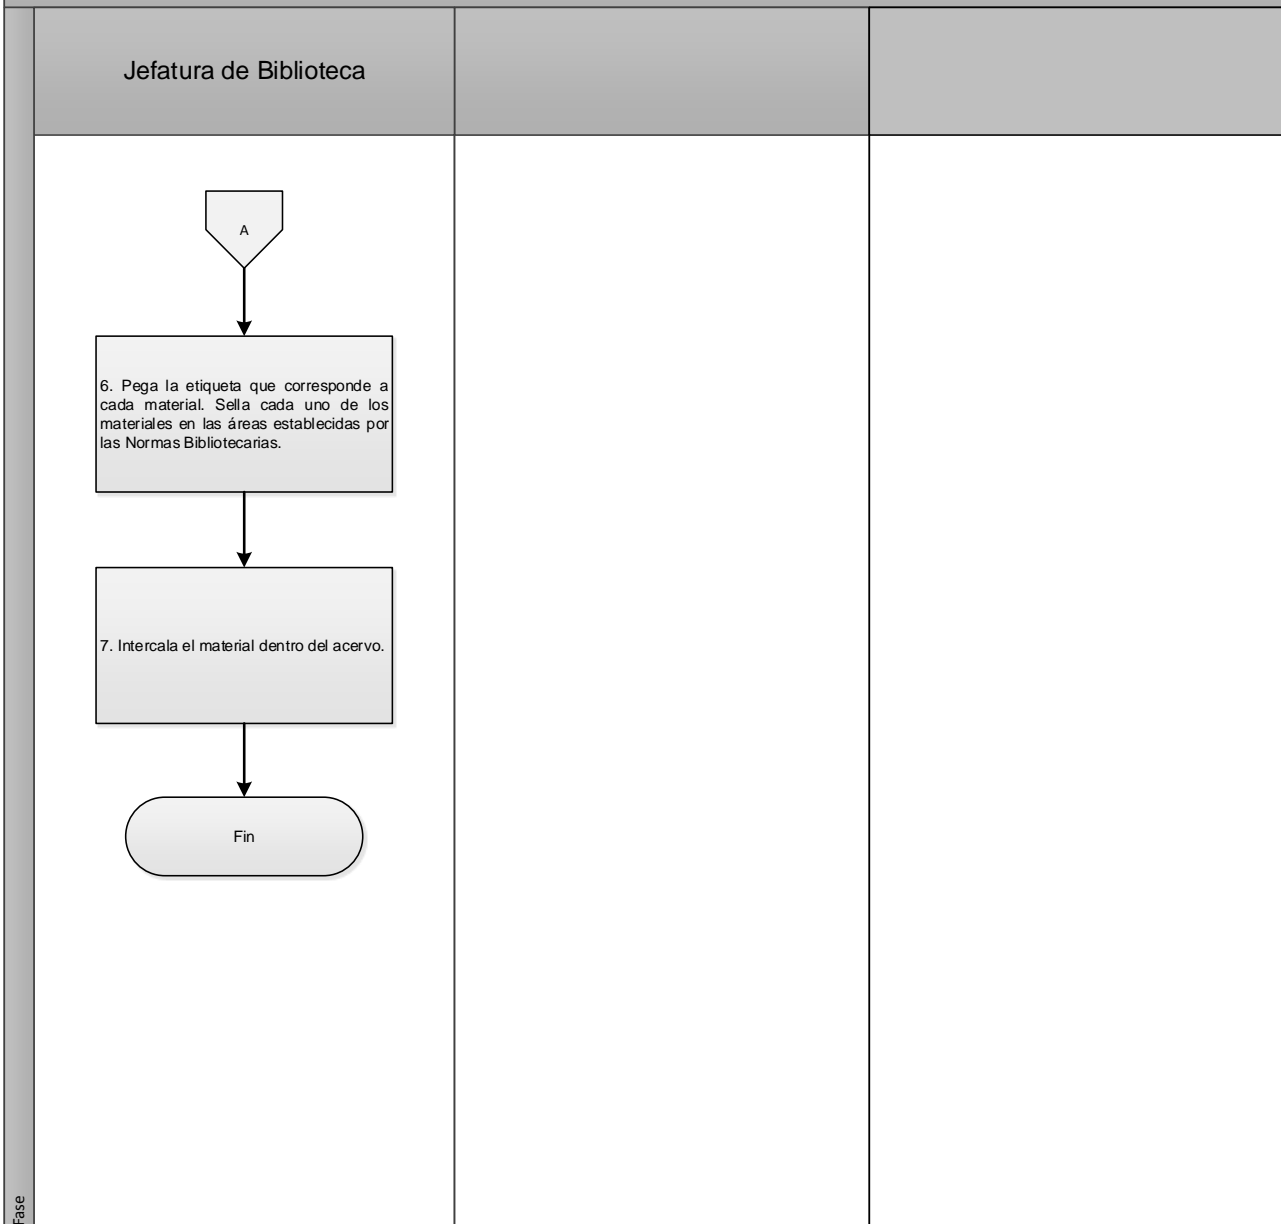 Jefatura de Biblioteca
A
6. Pega la etiqueta que corresponde a
cada material. Sella cada uno de los
materiales en las áreas establecidas por
las Normas Bibliotecarias.
7. Intercala el material dentro del acervo.
Fin
Fase